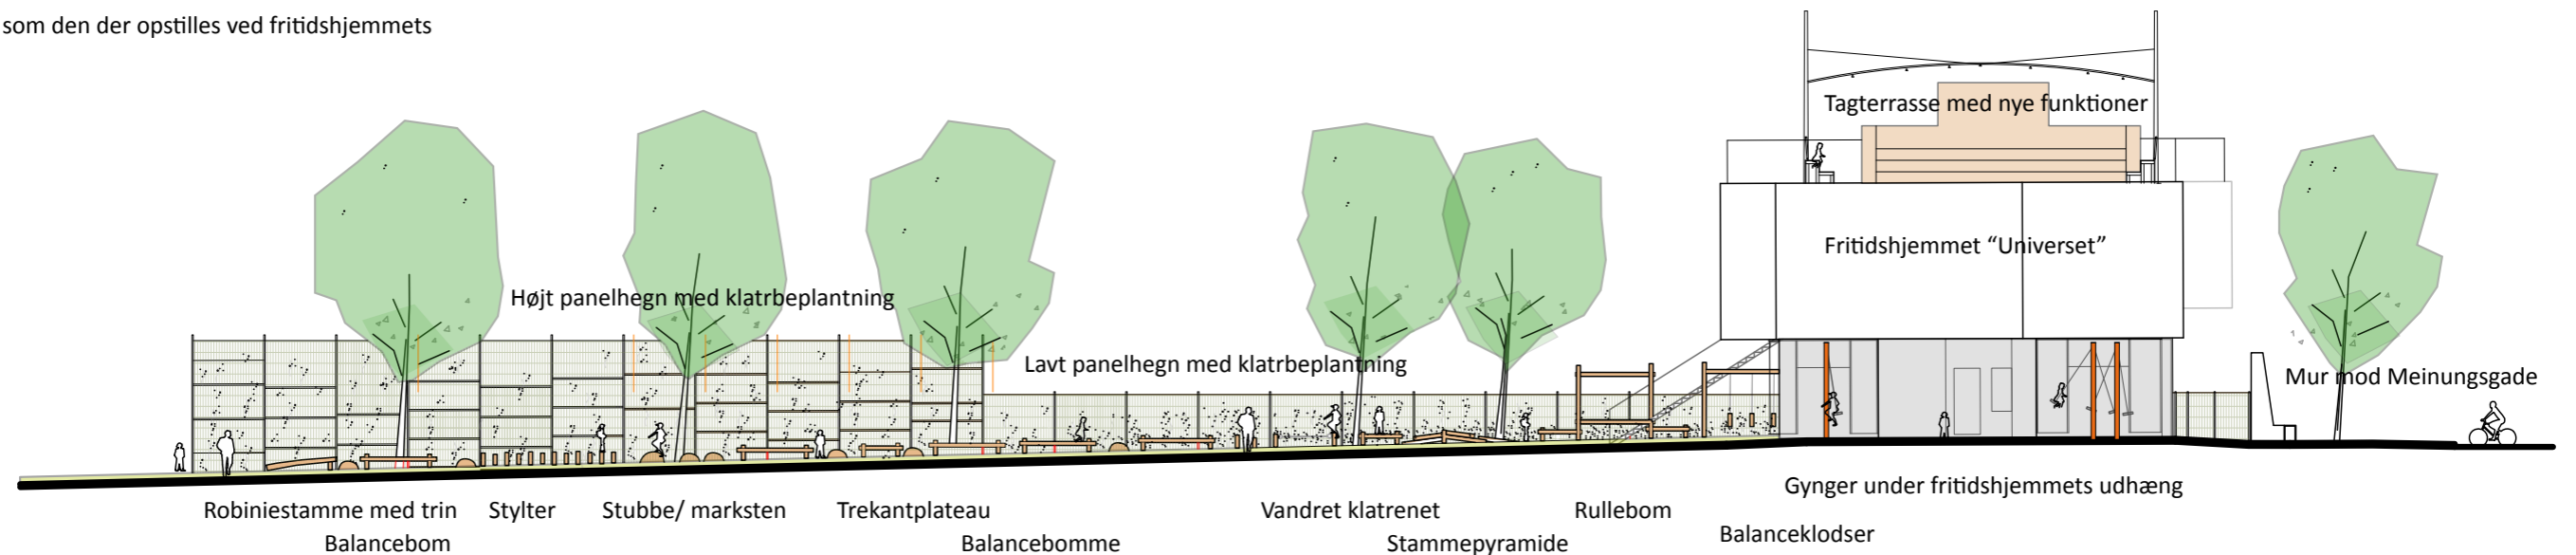 som den der opstilles ved fritidshjemmets
Tagterrasse med nye funktioner
Fritidshjemmet “Universet”
Højt panelhegn med klatrbeplantning
Lavt panelhegn med klatrbeplantning
Mur mod Meinungsgade
Gynger under fritidshjemmets udhæng
Robiniestamme med trin
Stylter
Stubbe/ marksten
Trekantplateau
Vandret klatrenet
Rullebom
Balanceklodser
Balancebom
Balancebomme
Stammepyramide